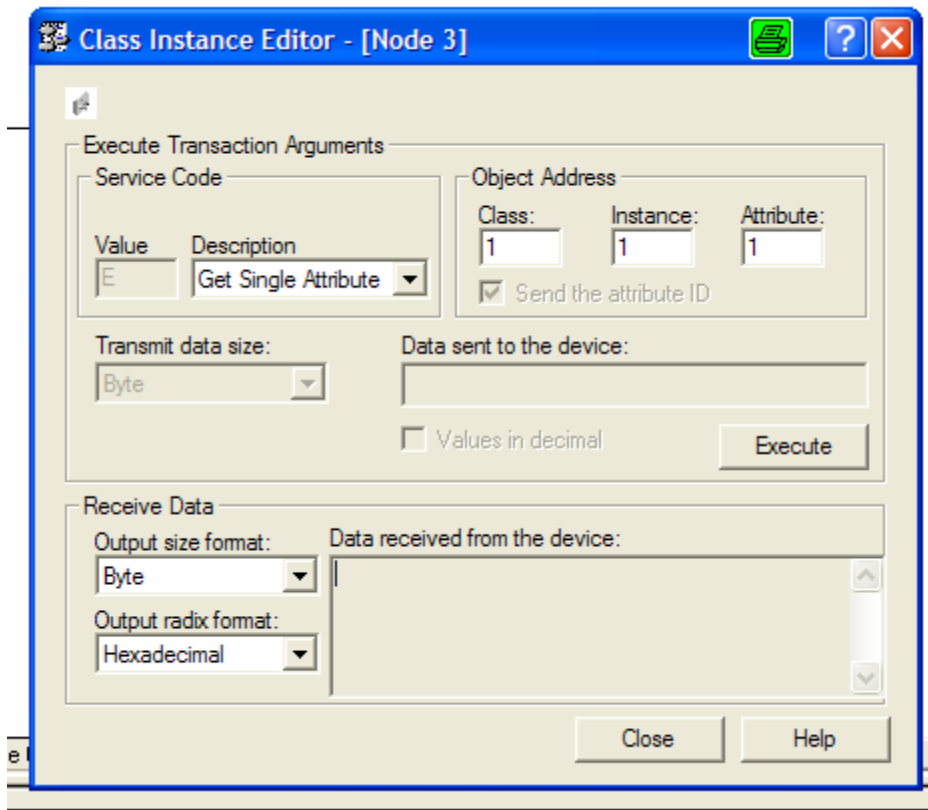 Class Instance Editor - [Node 3]
Execute Transaction Arguments
Service Code
Object Address
Class: Instance: Attribute:
Value Description
1 1 1
E Get Single Attribute
Send the attribute ID
Transmit data size: Data sent to the device:
Byte
Values in decimal
Execute
Receive Data
Output size format: Data received from the device:
Byte
Output radix format:
Hexadecimal
Close Help
e